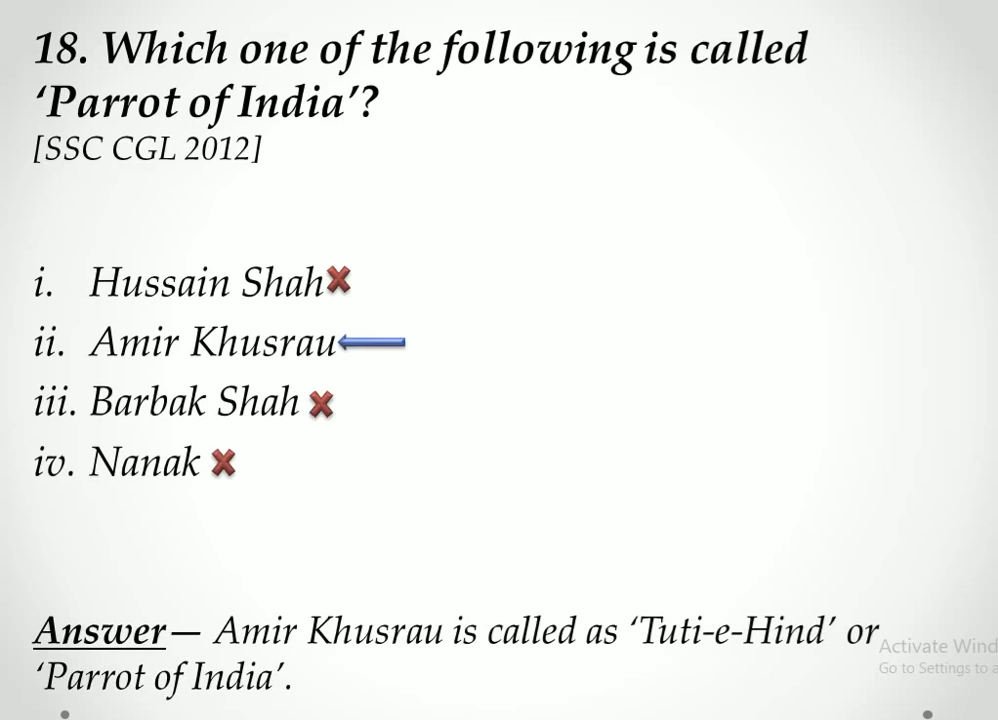 18. Which one of the following is called
‘Parrot of India’?
[SSC CGL 2012]
i. Hussain Shah
ii. Amir Khusrau
iii. Barbak Shah
iv. Nanak
Answer— Amir Khusrau is called as ‘Tuti-e-Hind’ or
‘Parrot of India’.
Activate Wind
Go to Settings to a